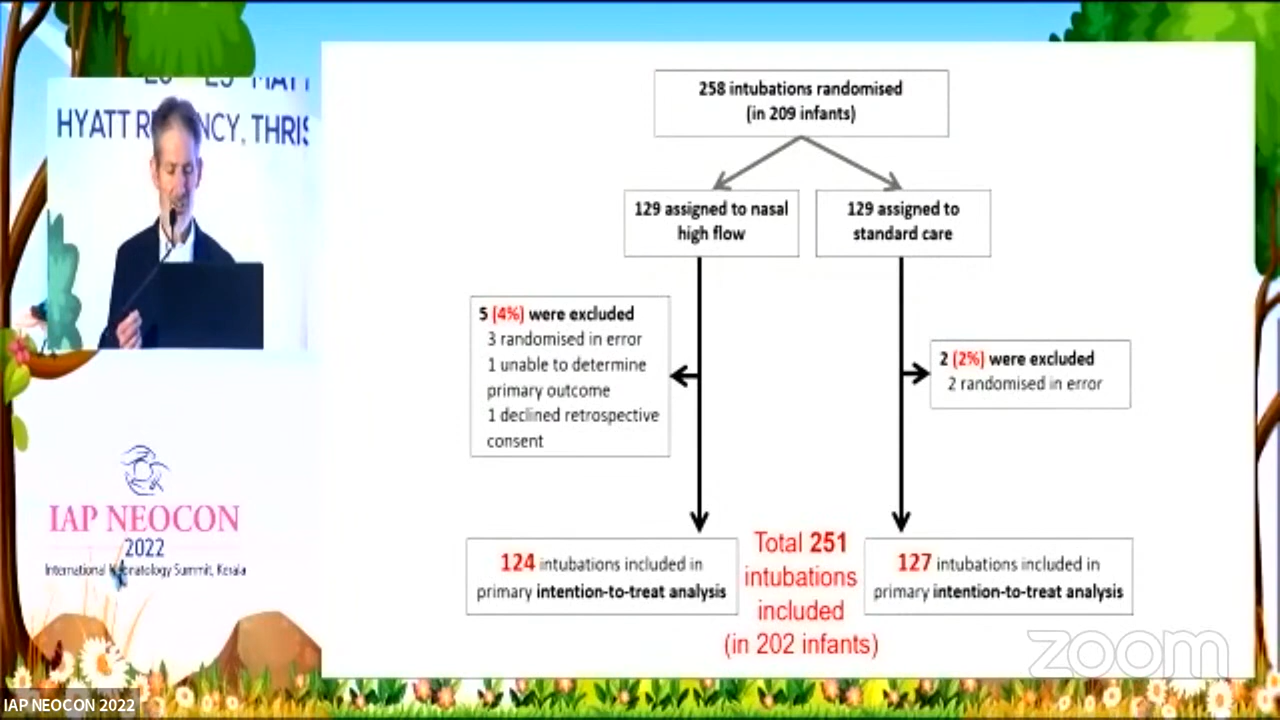 HYATT R NCY, THRIS
IAP NEOCON
2022
International Neonatology Summit, Kerala
258 intubations randomised
(in 209 infants)
129 assigned to nasal
high flow
129 assigned to
standard care
5 (4%) were excluded
3 randomised in error
1 unable to determine
primary outcome
1 declined retrospective
consent
2 (2%) were excluded
2 randomised in error
124 intubations included in
primary intention-to-treat analysis
Total 251
intubations
included
(in 202 infants)
127 intubations included in
primary intention-to-treat analysis
zoom
IAP NEOCON 2022